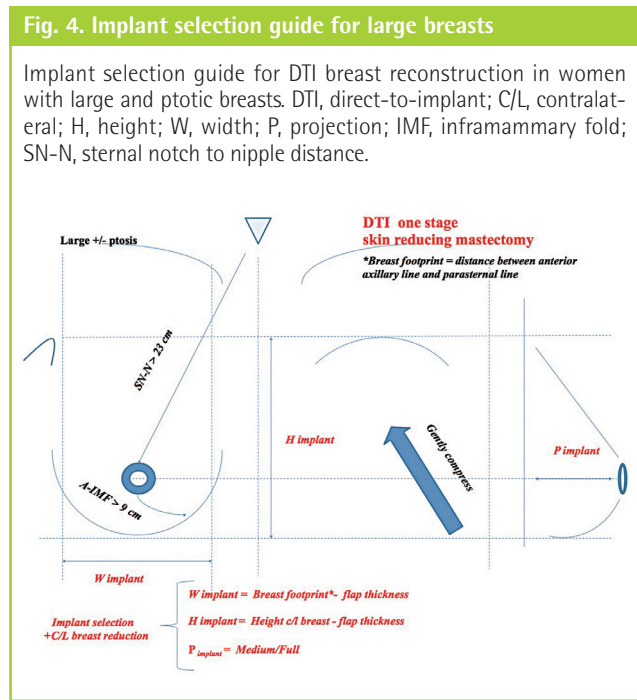 Fig. 4. Implant selection guide for large breasts
Implant selection guide for DTI breast reconstruction in women
with large and ptotic breasts. DTI, direct-to-implant; C/L, contralat-
eral; H, height; W, width; P, projection; IMF, inframammary fold;
SN-N, sternal notch to nipple distance.
Large +/- ptosis
DTI one stage
skin reducing mastectomy
*Breast footprint = distance between anterior
axillary line and parasternal line
SN-N > 23 cm
H implant
Gently compress
P implant
A-IMF > 9 cm
W implant
Implant selection
+C/L breast reduction
W implant = Breast footprint*- flap thickness
H implant = Height c/l breast - flap thickness
P implant = Medium/Full